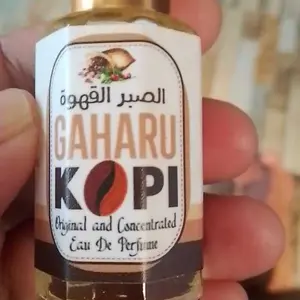 الصبر القهوة
GAHARU
KOPI
Original and Concentrated
Eau De Perfume